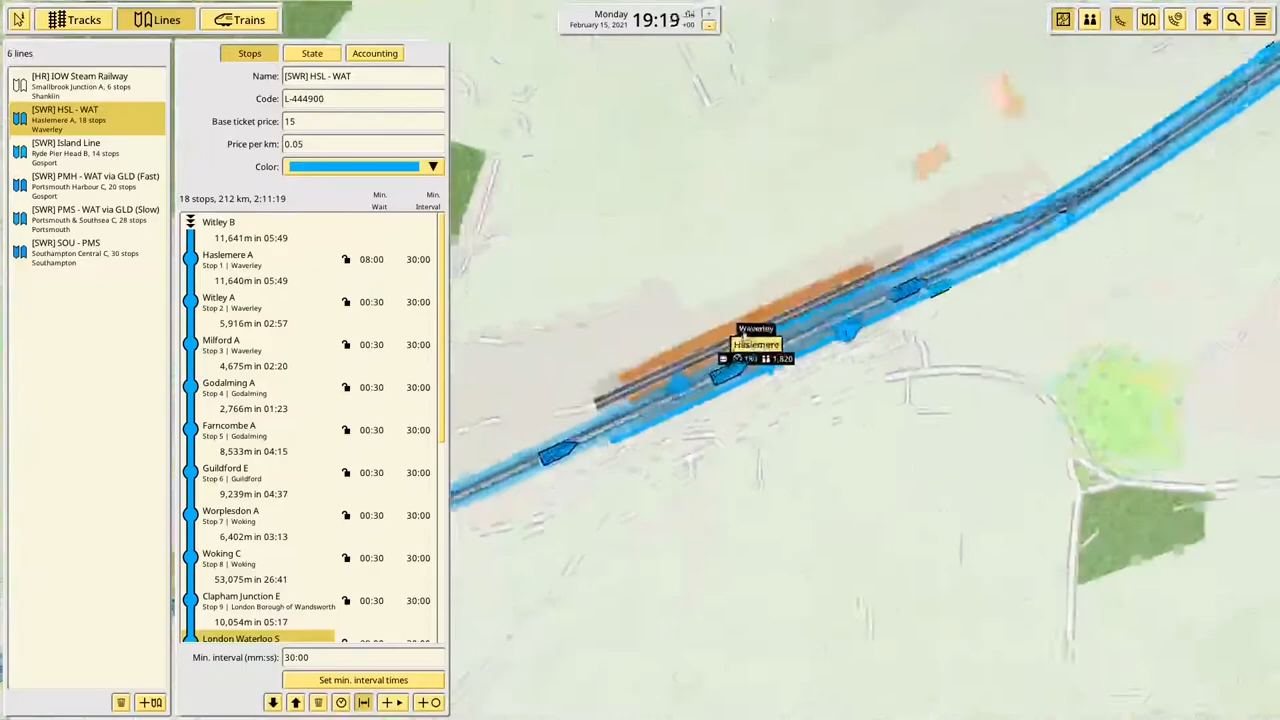 Tracks
Lines
Trains
Monday
February 15, 2021
19:19
+00
$
6 lines
[HR] IOW Steam Railway
Smallbrook Junction A, 6 stops
Shanklin
[SWR] HSL - WAT
Haslemere A, 18 stops
Waverley
[SWR] Island Line
Ryde Pier Head B, 14 stops
Gosport
[SWR] PMH - WAT via GLD (Fast)
Portsmouth Harbour C, 20 stops
Gosport
[SWR] PMS - WAT via GLD (Slow)
Portsmouth & Southsea C, 28 stops
Portsmouth
[SWR] SOU - PMS
Southampton Central C, 30 stops
Southampton
Stops
State
Accounting
Name: [SWR] HSL - WAT
Code: L-444900
Base ticket price: 15
Price per km: 0.05
Color:
18 stops, 212 km, 2:11:19
Min. Wait
Min. Interval
Witley B
11,641m in 05:49
Haslemere A
Stop 1 | Waverley
08:00 30:00
11,640m in 05:49
Witley A
Stop 2 | Waverley
00:30 30:00
5,916m in 02:57
Milford A
Stop 3 | Waverley
00:30 30:00
4,675m in 02:20
Godalming A
Stop 4 | Godalming
00:30 30:00
2,766m in 01:23
Farncombe A
Stop 5 | Godalming
00:30 30:00
8,533m in 04:15
Guildford E
Stop 6 | Guildford
00:30 30:00
9,239m in 04:37
Worplesdon A
Stop 7 | Woking
00:30 30:00
6,402m in 03:13
Woking C
Stop 8 | Woking
00:30 30:00
53,075m in 26:41
Clapham Junction E
Stop 9 | London Borough of Wandsworth
00:30 30:00
10,054m in 05:17
London Waterloo S
Min. interval (mm:ss): 30:00
Set min. interval times
Waverley
Haslemere
1,820